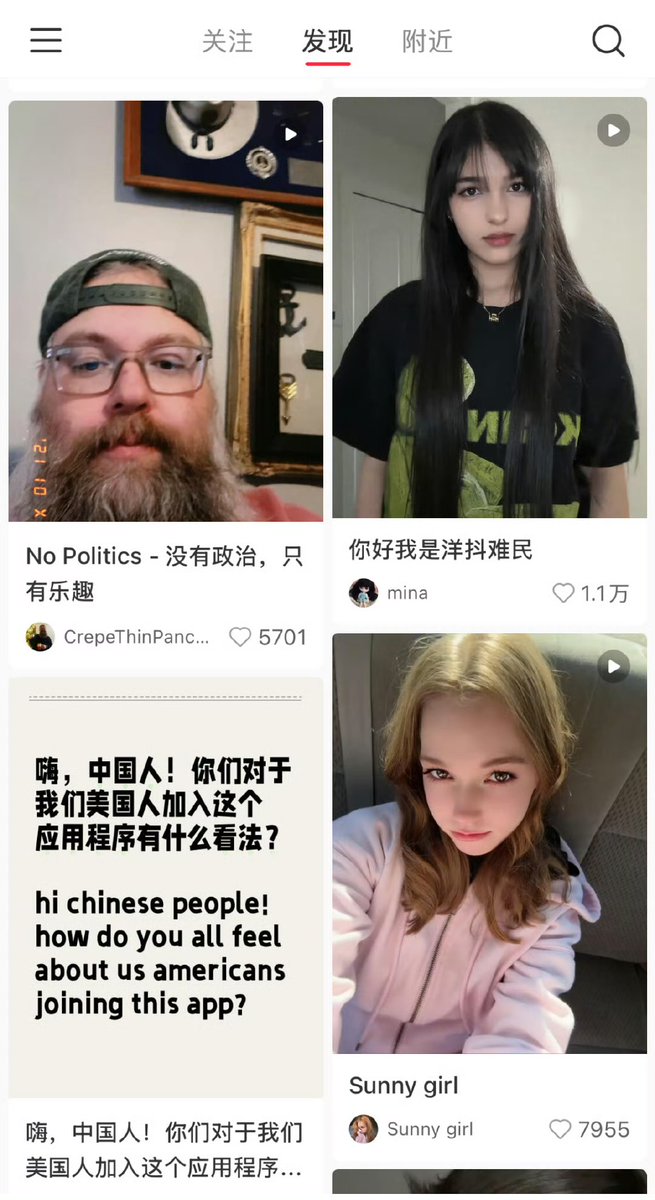 关注 发现 附近
'21 01 X
No Politics - 没有政治，只
有乐趣
CrepeThinPanc... 5701
你好我是洋抖难民
mina 1.1万
嗨，中国人！你们对于
我们美国人加入这个
应用程序有什么看法？
hi chinese people!
how do you all feel
about us americans
joining this app?
嗨，中国人！你们对于我们
美国人加入这个应用程序...
Sunny girl
Sunny girl 7955